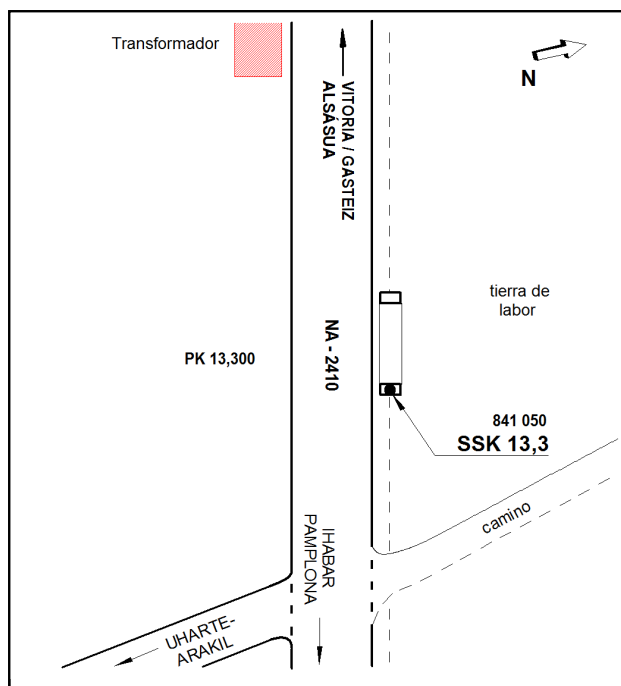 Transformador
N
VITORIA / GASTEIZ
ALSÁSUA
tierra de
labor
NA - 2410
PK 13,300
841 050
SSK 13,3
camino
IHABAR
PAMPLONA
UHARTE-
ARAKIL